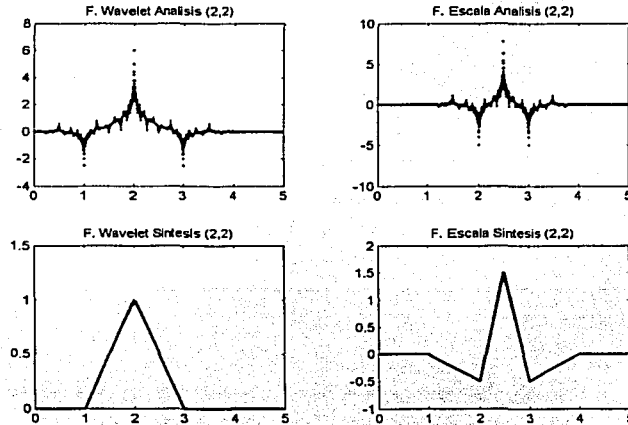 F. Wavelet Analisis (2,2)
8
6
4
2
0
-2
-4
0 1 2 3 4 5
F. Escala Analisis (2,2)
10
5
0
-5
-10
0 1 2 3 4 5
F. Wavelet Sintesis (2,2)
1.5
1
0.5
0
0 1 2 3 4 5
F. Escala Sintesis (2,2)
2
1.5
1
0.5
0
-0.5
-1
0 1 2 3 4 5